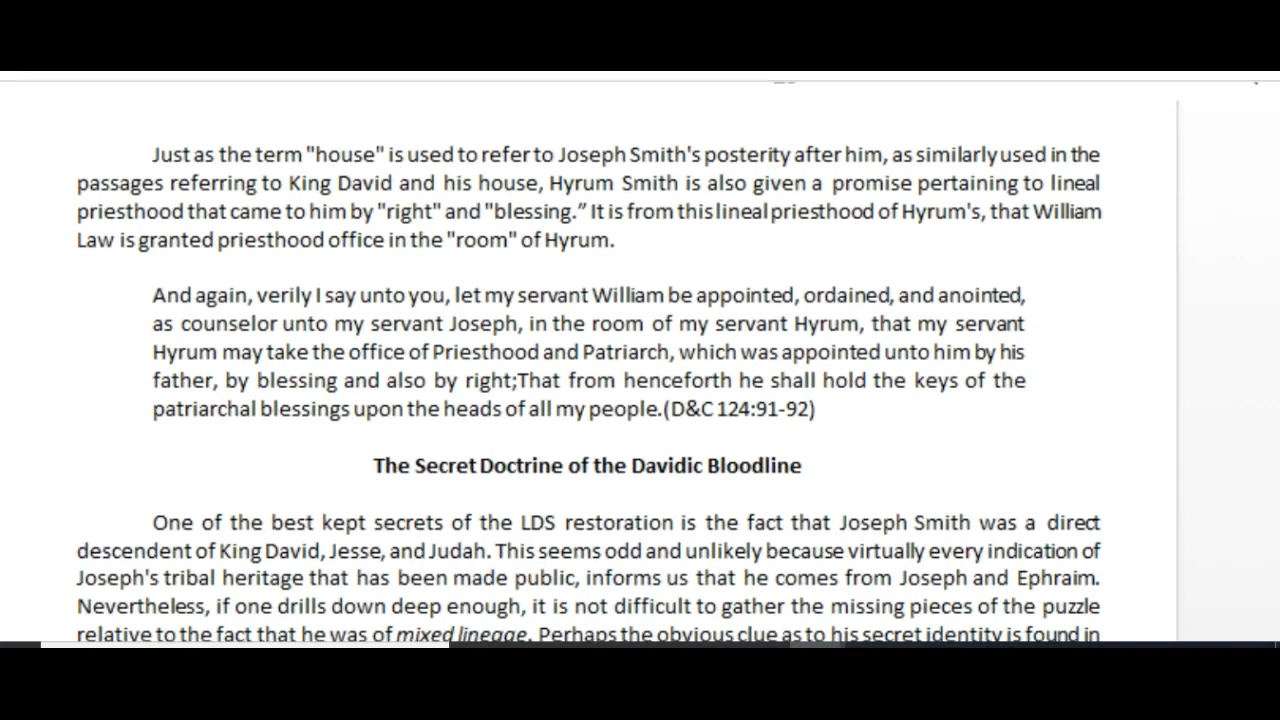 Just as the term "house" is used to refer to Joseph Smith's posterity after him, as similarly used in the
passages referring to King David and his house, Hyrum Smith is also given a promise pertaining to lineal
priesthood that came to him by "right" and "blessing.” It is from this lineal priesthood of Hyrum's, that William
Law is granted priesthood office in the "room" of Hyrum.
And again, verily I say unto you, let my servant William be appointed, ordained, and anointed,
as counselor unto my servant Joseph, in the room of my servant Hyrum, that my servant
Hyrum may take the office of Priesthood and Patriarch, which was appointed unto him by his
father, by blessing and also by right;That from henceforth he shall hold the keys of the
patriarchal blessings upon the heads of all my people.(D&C 124:91-92)
The Secret Doctrine of the Davidic Bloodline
One of the best kept secrets of the LDS restoration is the fact that Joseph Smith was a direct
descendent of King David, Jesse, and Judah. This seems odd and unlikely because virtually every indication of
Joseph's tribal heritage that has been made public, informs us that he comes from Joseph and Ephraim.
Nevertheless, if one drills down deep enough, it is not difficult to gather the missing pieces of the puzzle
relative to the fact that he was of mixed lineage. Perhaps the obvious clue as to his secret identity is found in